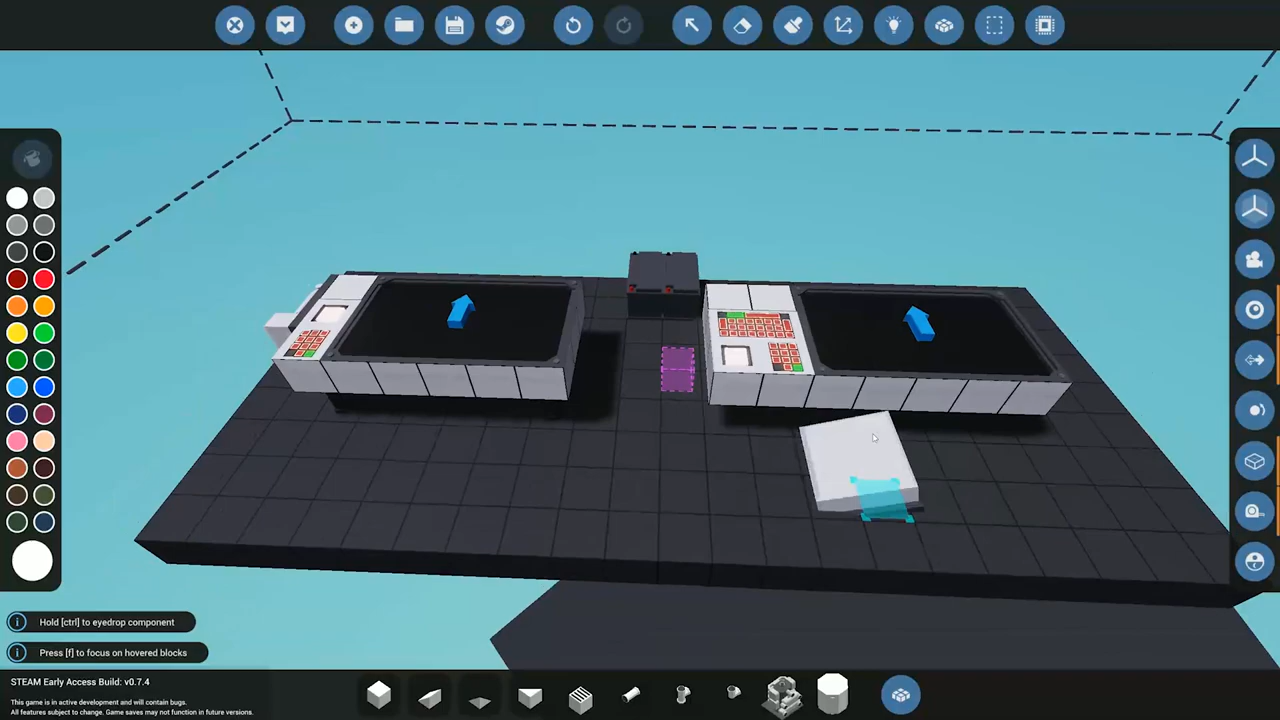 Hold [ctrl] to eyedrop component
Press [f] to focus on hovered blocks
STEAM Early Access Build: v0.7.4
This game is in active development and will contain bugs.
All features subject to change. Game saves may not function in future versions.